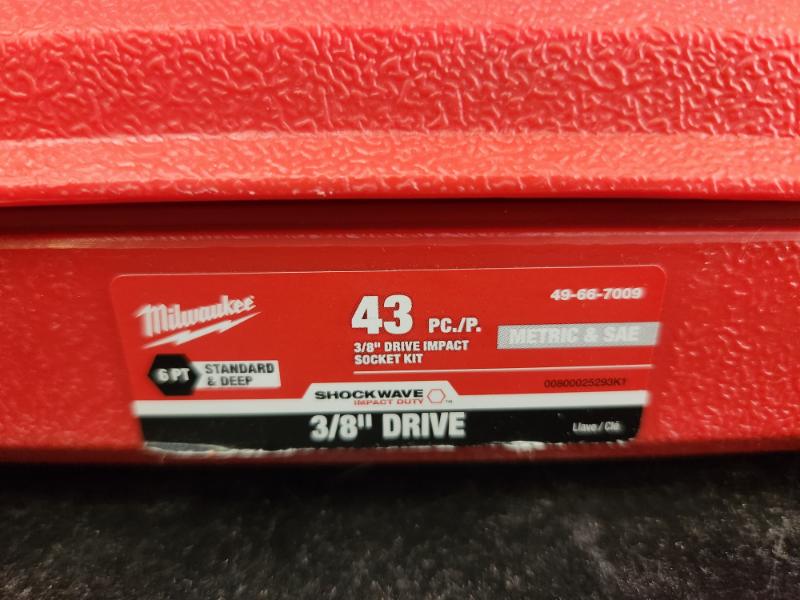 Milwaukee
43 PC./P.
3/8" DRIVE IMPACT
SOCKET KIT
49-66-7009
METRIC & SAE
6 PT
STANDARD
& DEEP
00800025293K1
SHOCKWAVE
IMPACT DUTY™
3/8" DRIVE
Llave / Clé